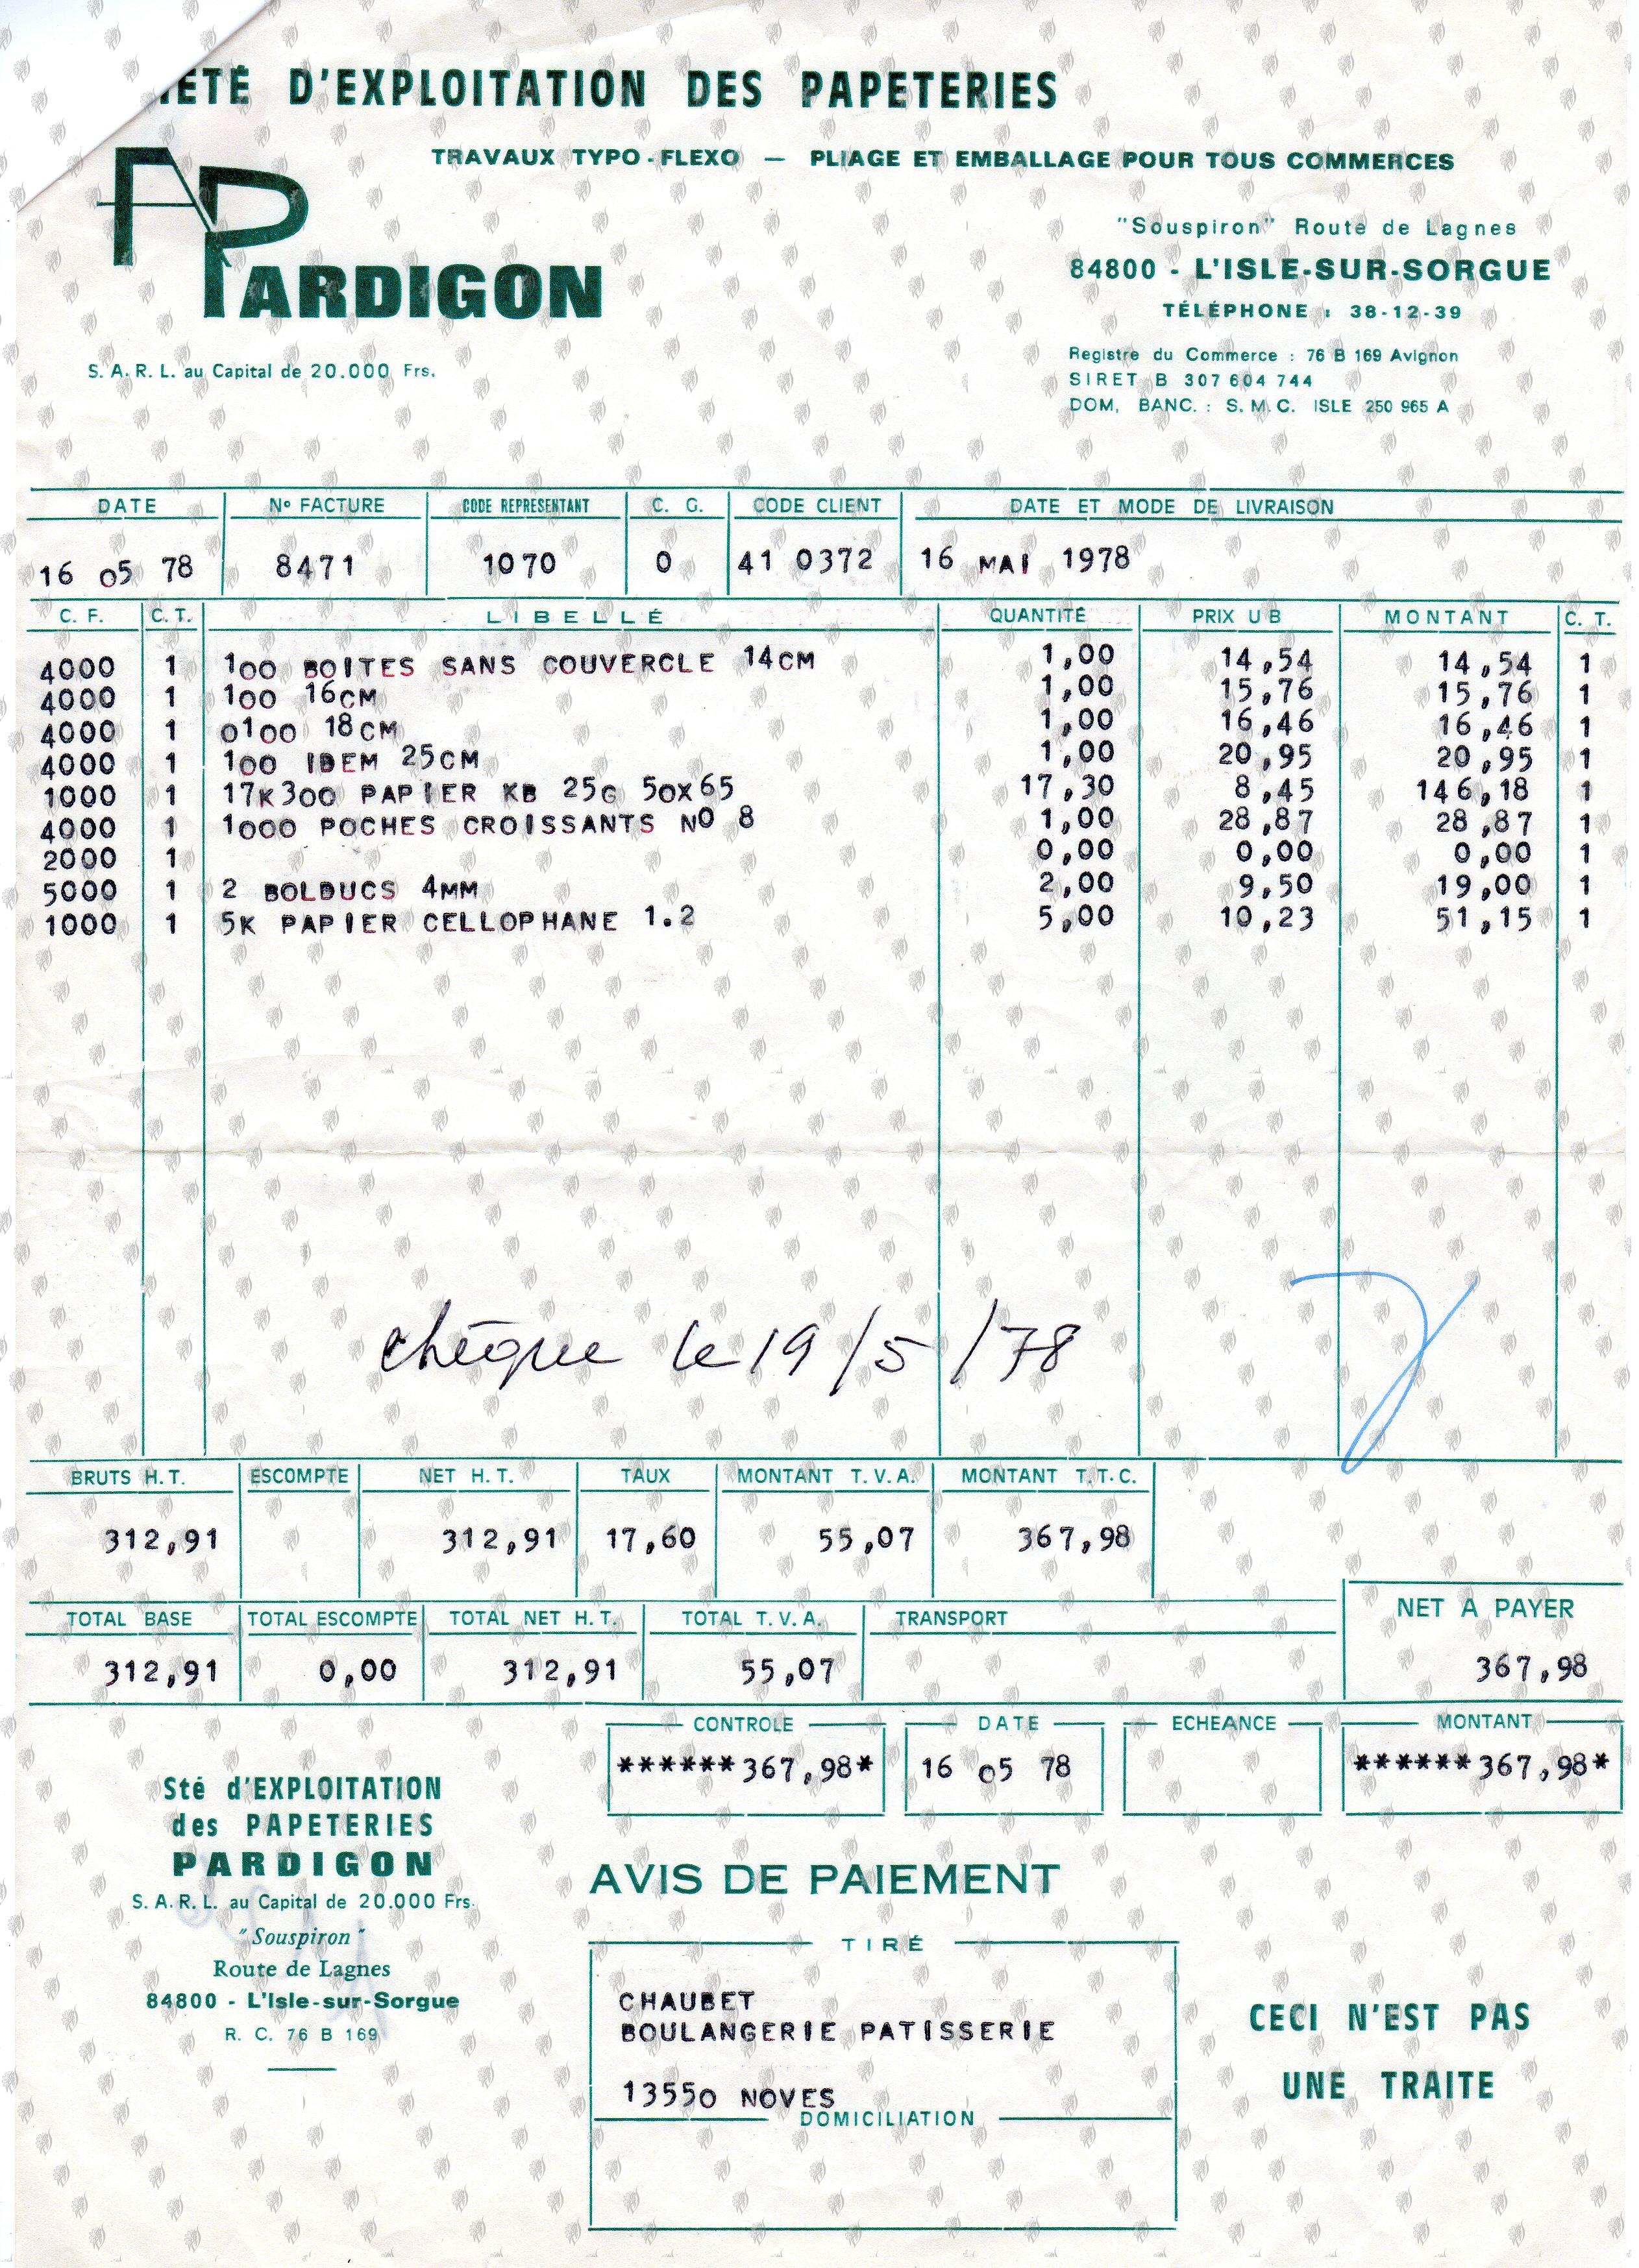 IETÉ D'EXPLOITATION DES PAPETERIES
TRAVAUX TYPO-FLEXO — PLIAGE ET EMBALLAGE POUR TOUS COMMERCES
AP
PARDIGON
"Souspiron" Route de Lagnes
84800 - L'ISLE-SUR-SORGUE
TÉLÉPHONE : 38-12-39
S.A.R.L. au Capital de 20.000 Frs.
Registre du Commerce : 76 B 169 Avignon
SIRET B 307 604 744
DOM. BANC. : S.M.C. ISLE 250 965 A
DATE N° FACTURE CODE REPRESENTANT C. G. CODE CLIENT DATE ET MODE DE LIVRAISON
16 05 78 8471 1070 0 41 0372 16 MAI 1978
C. F. C. T. LIBELLÉ QUANTITÉ PRIX U B MONTANT C. T.
4000 1 100 BOITES SANS COUVERCLE 14CM 1,00 14,54 14,54 1
4000 1 100 16CM 1,00 15,76 15,76 1
4000 1 0100 18CM 1,00 16,46 16,46 1
4000 1 100 IDEM 25CM 1,00 20,95 20,95 1
1000 1 17K300 PAPIER KB 25G 50X65 17,30 8,45 146,18 1
4000 1 1000 POCHES CROISSANTS NO 8 1,00 28,87 28,87 1
2000 1 0,00 0,00 0,00 1
5000 1 2 BOLDUCS 4MM 2,00 9,50 19,00 1
1000 1 5K PAPIER CELLOPHANE 1.2 5,00 10,23 51,15 1
chèque le 19/5/78
BRUTS H.T. ESCOMPTE NET H.T. TAUX MONTANT T.V.A. MONTANT T.T.C.
312,91 312,91 17,60 55,07 367,98
TOTAL BASE TOTAL ESCOMPTE TOTAL NET H.T. TOTAL T.V.A. TRANSPORT NET A PAYER
312,91 0,00 312,91 55,07 367,98
CONTROLE DATE ECHEANCE MONTANT
******367,98* 16 05 78 ******367,98*
Sté d'EXPLOITATION
des PAPETERIES
PARDIGON
S.A.R.L. au Capital de 20.000 Frs.
"Souspiron"
Route de Lagnes
84800 - L'Isle-sur-Sorgue
R. C. 76 B 169
AVIS DE PAIEMENT
TIRÉ
CHAUBET
BOULANGERIE PATISSERIE
13550 NOVES
DOMICILIATION
CECI N'EST PAS
UNE TRAITE